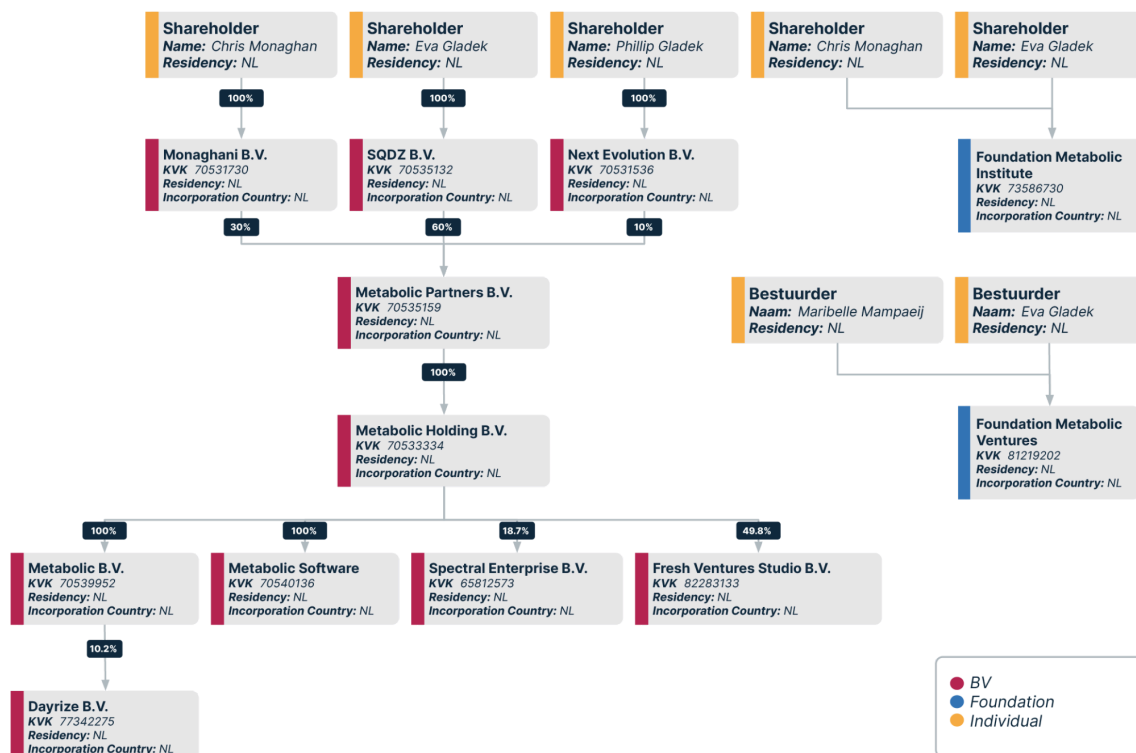 Shareholder
Name: Chris Monaghan
Residency: NL
Shareholder
Name: Eva Gladek
Residency: NL
Shareholder
Name: Phillip Gladek
Residency: NL
Shareholder
Name: Chris Monaghan
Residency: NL
Shareholder
Name: Eva Gladek
Residency: NL
100%
100%
100%
Monaghani B.V.
KVK 70531730
Residency: NL
Incorporation Country: NL
SQDZ B.V.
KVK 70535132
Residency: NL
Incorporation Country: NL
Next Evolution B.V.
KVK 70531536
Residency: NL
Incorporation Country: NL
Foundation Metabolic
Institute
KVK 73586730
Residency: NL
Incorporation Country: NL
30%
60%
10%
Metabolic Partners B.V.
KVK 70535159
Residency: NL
Incorporation Country: NL
Bestuurder
Naam: Maribelle Mampaeij
Residency: NL
Bestuurder
Naam: Eva Gladek
Residency: NL
100%
Metabolic Holding B.V.
KVK 70533334
Residency: NL
Incorporation Country: NL
Foundation Metabolic
Ventures
KVK 81219202
Residency: NL
Incorporation Country: NL
100%
100%
18.7%
49.8%
Metabolic B.V.
KVK 70539952
Residency: NL
Incorporation Country: NL
Metabolic Software
KVK 70540136
Residency: NL
Incorporation Country: NL
Spectral Enterprise B.V.
KVK 65812573
Residency: NL
Incorporation Country: NL
Fresh Ventures Studio B.V.
KVK 82283133
Residency: NL
Incorporation Country: NL
10.2%
Dayrize B.V.
KVK 77342275
Residency: NL
Incorporation Country: NL
BV
Foundation
Individual